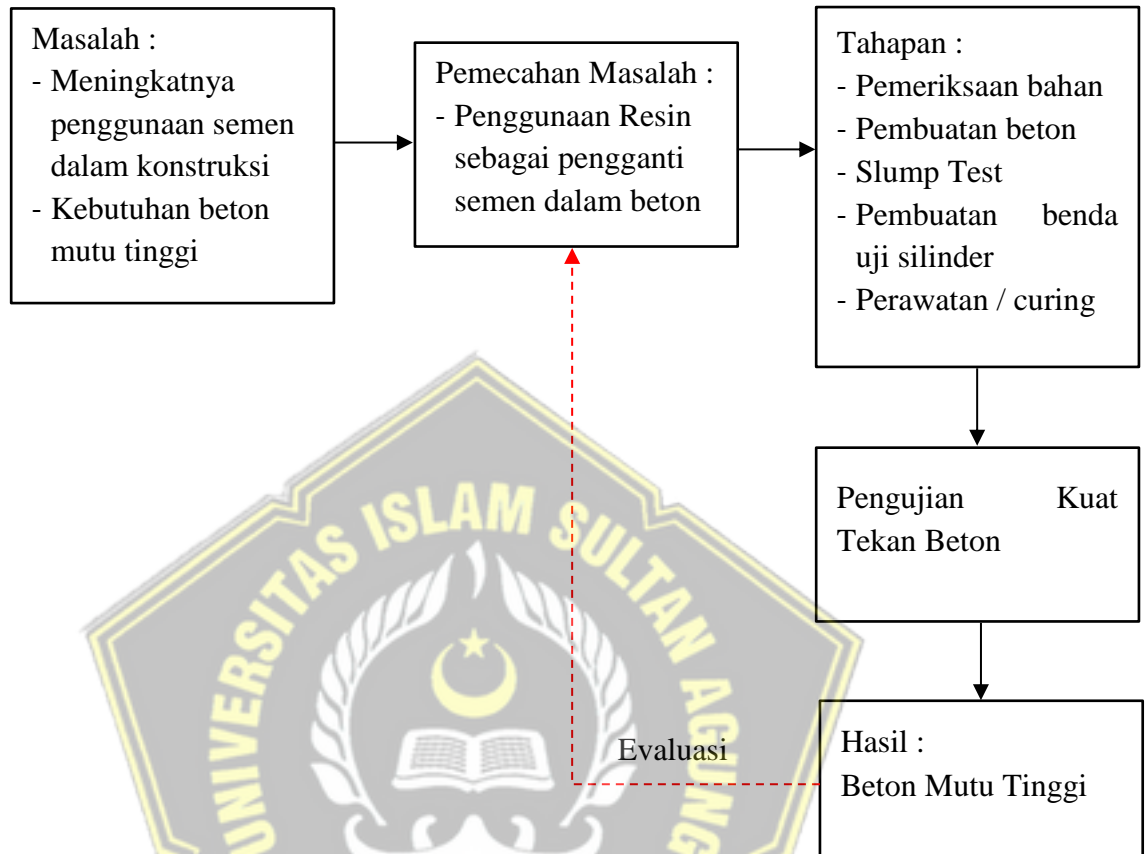 Masalah :
- Meningkatnya
penggunaan semen
dalam konstruksi
- Kebutuhan beton
mutu tinggi
Pemecahan Masalah :
- Penggunaan Resin
sebagai pengganti
semen dalam beton
Tahapan :
- Pemeriksaan bahan
- Pembuatan beton
- Slump Test
- Pembuatan benda
uji silinder
- Perawatan / curing
Pengujian Kuat
Tekan Beton
Hasil :
Beton Mutu Tinggi
Evaluasi
UNIVERSITAS ISLAM SULTAN AGUNG